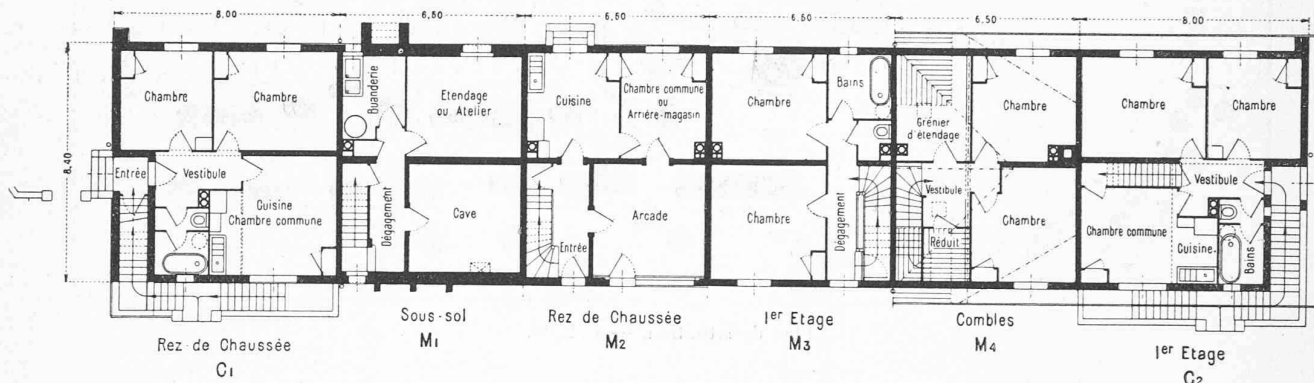 8,00
6,50
6,50
6,50
6,50
8,00
8,40
Chambre
Chambre
Entrée
Vestibule
Cuisine
Chambre commune
Buanderie
Etendage
ou Atelier
Dégagement
Cave
Cuisine
Chambre commune
ou
Arrière-magasin
Entrée
Arcade
Chambre
Bains
Chambre
Dégagement
Grenier
d'étendage
Chambre
Vestibule
Réduit
Chambre
Chambre
Chambre
Vestibule
Chambre commune
Cuisine
Bains
Rez de Chaussée
C1
Sous-sol
M1
Rez de Chaussée
M2
1er Etage
M3
Combles
M4
1er Etage
C2